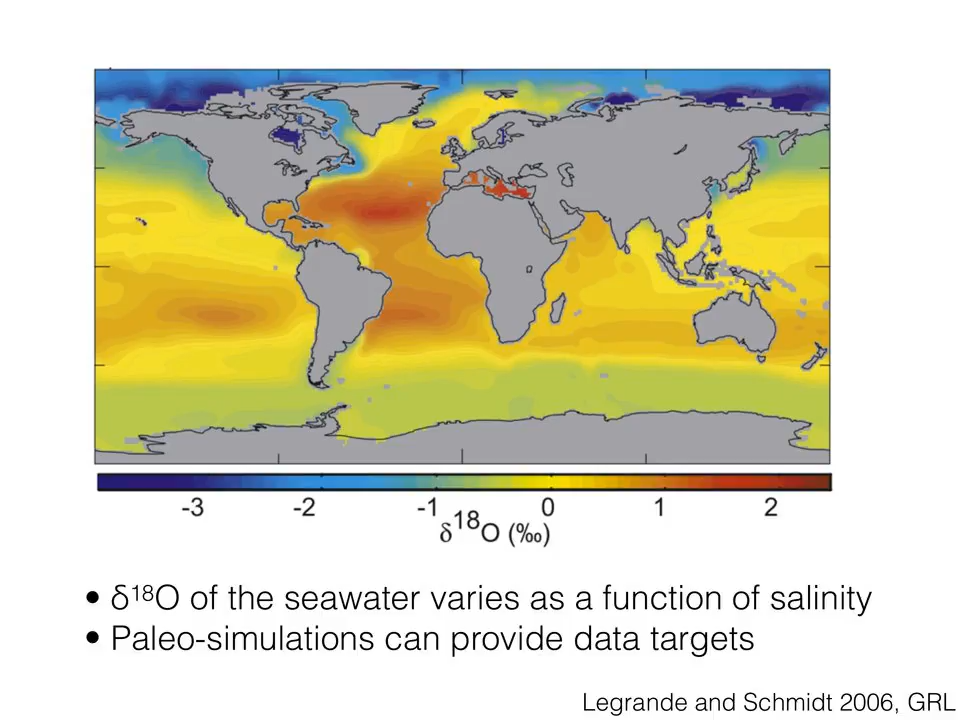 -3 -2 -1 0 1 2
δ¹⁸O (‰)
• δ¹⁸O of the seawater varies as a function of salinity
• Paleo-simulations can provide data targets
Legrande and Schmidt 2006, GRL